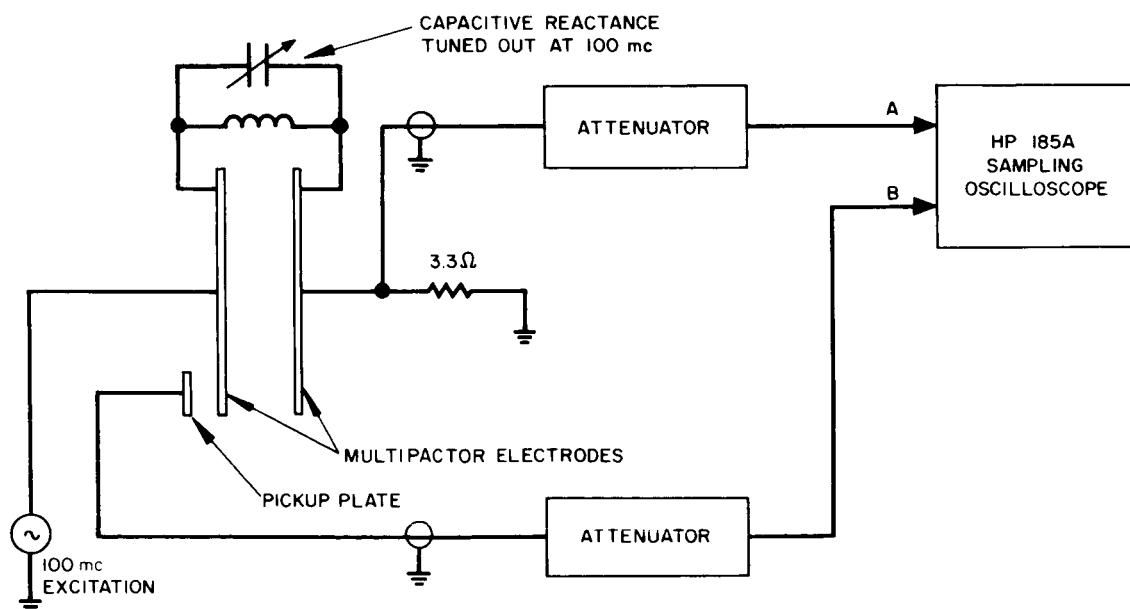 CAPACITIVE REACTANCE
TUNED OUT AT 100 mc
ATTENUATOR
A
HP 185A
SAMPLING
OSCILLOSCOPE
B
3.3Ω
MULTIPACTOR ELECTRODES
PICKUP PLATE
ATTENUATOR
100 mc
EXCITATION